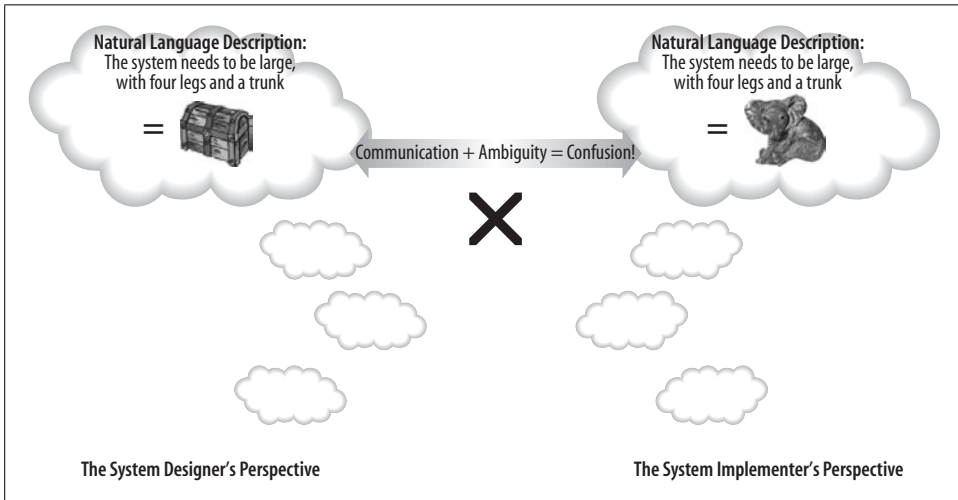 Natural Language Description:
The system needs to be large,
with four legs and a trunk
=
Natural Language Description:
The system needs to be large,
with four legs and a trunk
=
Communication + Ambiguity = Confusion!
The System Designer's Perspective
The System Implementer's Perspective